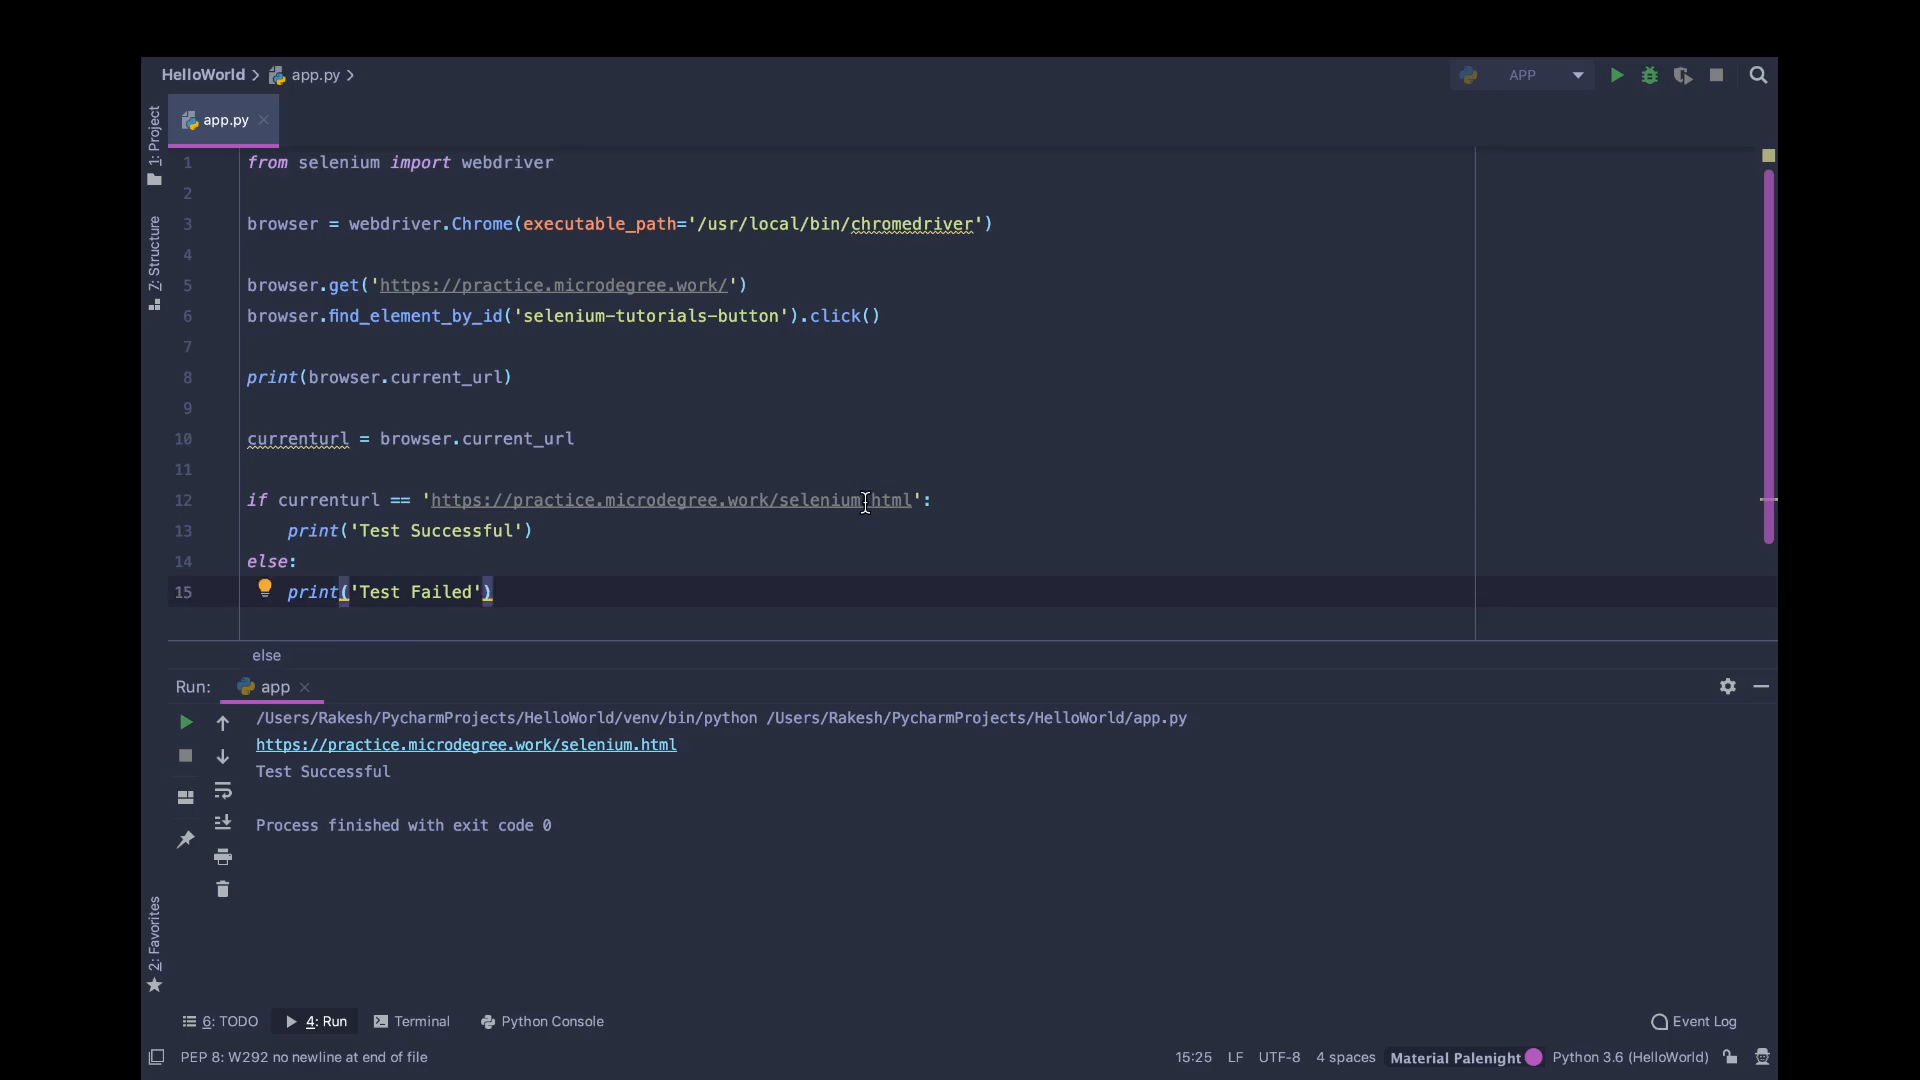 HelloWorld > app.py >
APP
1: Project
app.py
1 from selenium import webdriver
2
3 browser = webdriver.Chrome(executable_path='/usr/local/bin/chromedriver')
4
5 browser.get('https://practice.microdegree.work/')
6 browser.find_element_by_id('selenium-tutorials-button').click()
7
8 print(browser.current_url)
9
10 currenturl = browser.current_url
11
12 if currenturl == 'https://practice.microdegree.work/selenium.html':
13 print('Test Successful')
14 else:
15 print('Test Failed')
Z: Structure
else
Run: app
/Users/Rakesh/PycharmProjects/HelloWorld/venv/bin/python /Users/Rakesh/PycharmProjects/HelloWorld/app.py
https://practice.microdegree.work/selenium.html
Test Successful
Process finished with exit code 0
2: Favorites
6: TODO 4: Run Terminal Python Console Event Log
PEP 8: W292 no newline at end of file 15:25 LF UTF-8 4 spaces Material Palenight Python 3.6 (HelloWorld)